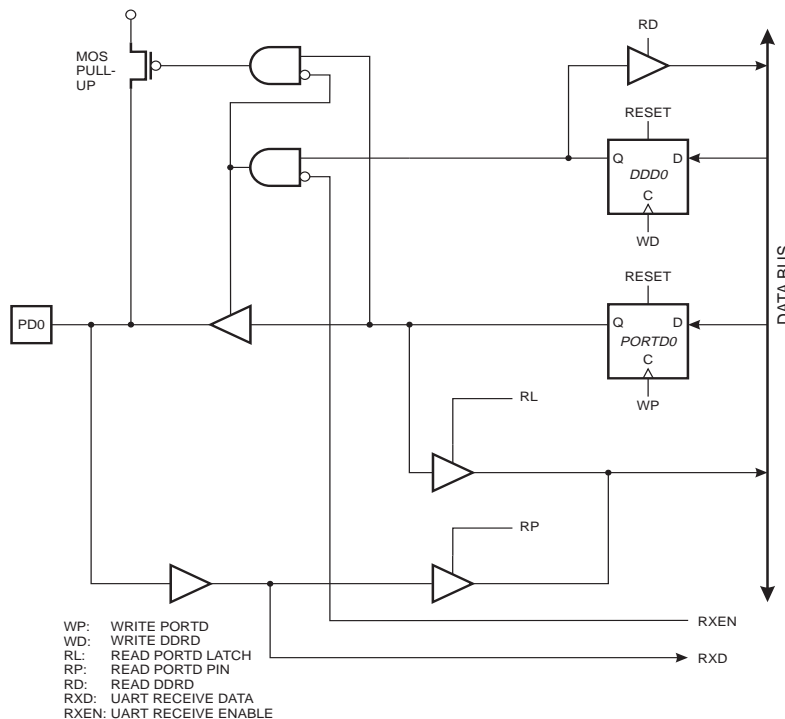 RD
MOS
PULL-
UP
RESET
Q
D
DDD0
C
WD
RESET
PD0
Q
D
PORTD0
C
WP
DATA BUS
RL
RP
RXEN
RXD
WP: WRITE PORTD
WD: WRITE DDRD
RL: READ PORTD LATCH
RP: READ PORTD PIN
RD: READ DDRD
RXD: UART RECEIVE DATA
RXEN: UART RECEIVE ENABLE